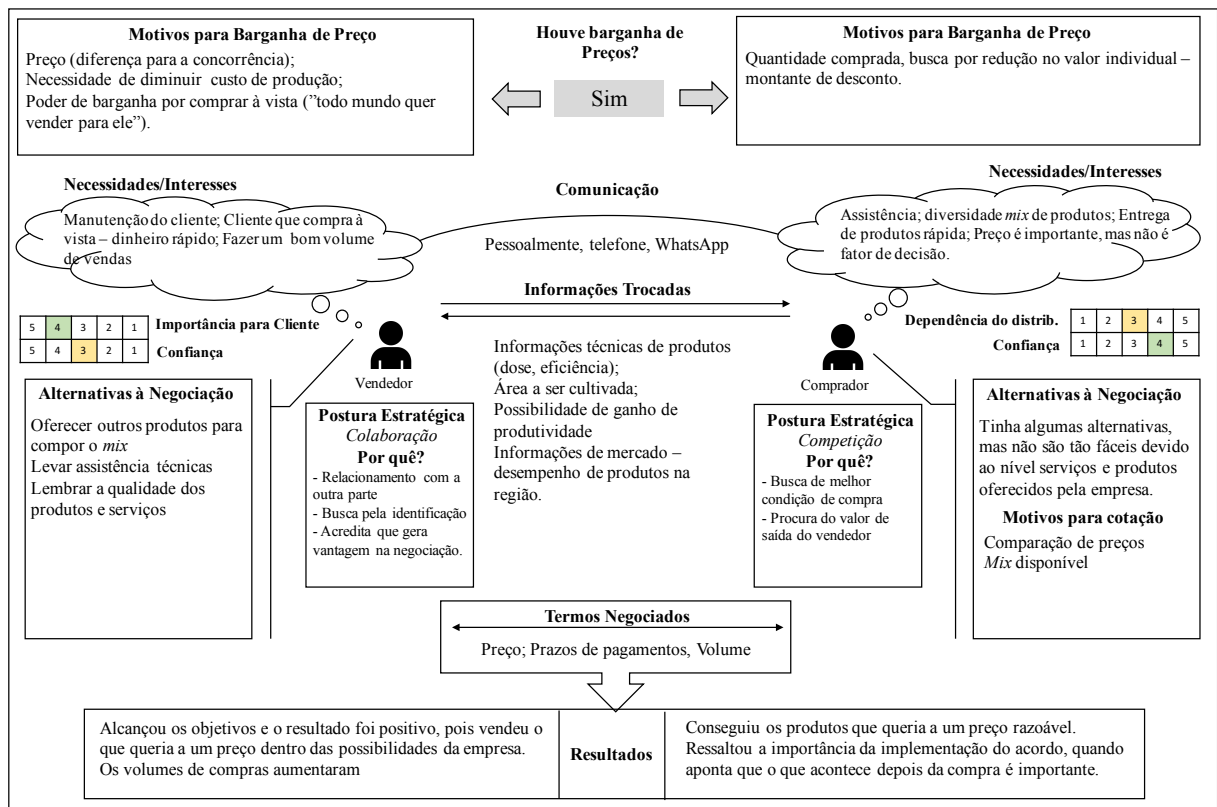 Motivos para Barganha de Preço
Preço (diferença para a concorrência);
Necessidade de diminuir custo de produção;
Poder de barganha por comprar à vista (”todo mundo quer
vender para ele”).
Houve barganha de
Preços?
Sim
Motivos para Barganha de Preço
Quantidade comprada, busca por redução no valor individual –
montante de desconto.
Necessidades/Interesses
Manutenção do cliente; Cliente que compra à
vista – dinheiro rápido; Fazer um bom volume
de vendas
Comunicação
Pessoalmente, telefone, WhatsApp
Necessidades/Interesses
Assistência; diversidade mix de produtos; Entrega
de produtos rápida; Preço é importante, mas não é
fator de decisão.
Informações Trocadas
5 4 3 2 1 Importância para Cliente
5 4 3 2 1 Confiança
Vendedor
Dependência do distrib. 1 2 3 4 5
Confiança 1 2 3 4 5
Comprador
Informações técnicas de produtos
(dose, eficiência);
Área a ser cultivada;
Possibilidade de ganho de
produtividade
Informações de mercado –
desempenho de produtos na
região.
Alternativas à Negociação
Oferecer outros produtos para
compor o mix
Levar assistência técnicas
Lembrar a qualidade dos
produtos e serviços
Postura Estratégica
Colaboração
Por quê?
- Relacionamento com a
outra parte
- Busca pela identificação
- Acredita que gera
vantagem na negociação.
Postura Estratégica
Competição
Por quê?
- Busca de melhor
condição de compra
- Procura do valor de
saída do vendedor
Alternativas à Negociação
Tinha algumas alternativas,
mas não são tão fáceis devido
ao nível serviços e produtos
oferecidos pela empresa.
Motivos para cotação
Comparação de preços
Mix disponível
Termos Negociados
Preço; Prazos de pagamentos, Volume
Alcançou os objetivos e o resultado foi positivo, pois vendeu o
que queria a um preço dentro das possibilidades da empresa.
Os volumes de compras aumentaram
Resultados
Conseguiu os produtos que queria a um preço razoável.
Ressaltou a importância da implementação do acordo, quando
aponta que o que acontece depois da compra é importante.